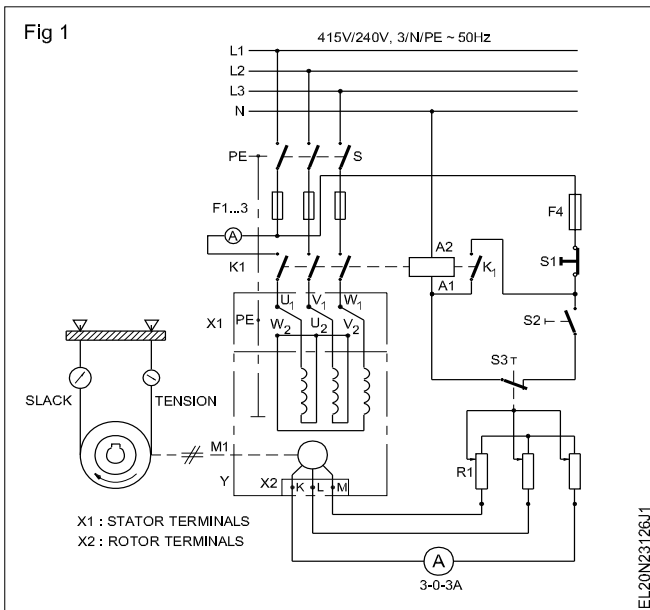 Fig 1
415V/240V, 3/N/PE ~ 50Hz
L1
L2
L3
N
PE
S
F1...3
F4
A
A2
K1
K1
S1
A1
U1 V1 W1
X1
PE
W2 U2 V2
S2
S3
SLACK
TENSION
M1
R1
Y
X2
K L M
X1 : STATOR TERMINALS
X2 : ROTOR TERMINALS
A
3-0-3A
EL20N23126J1